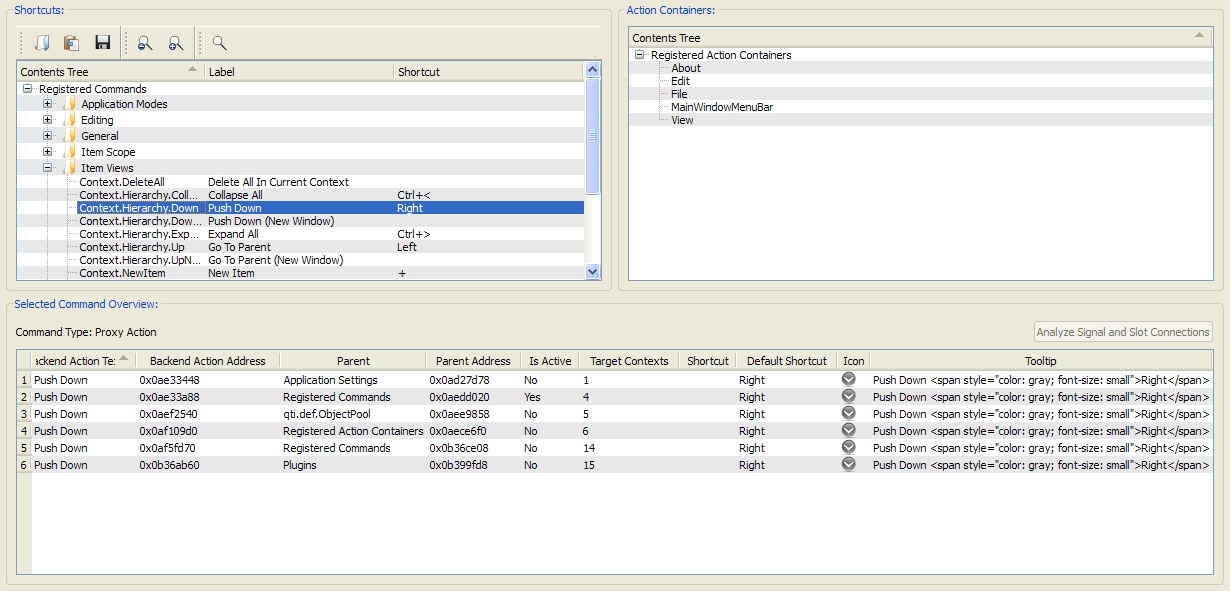 Shortcuts:
Contents Tree Label Shortcut
Registered Commands
Application Modes
Editing
General
Item Scope
Item Views
Context.DeleteAll Delete All In Current Context
Context.Hierarchy.Coll... Collapse All Ctrl+<
Context.Hierarchy.Down Push Down Right
Context.Hierarchy.Dow... Push Down (New Window)
Context.Hierarchy.Exp... Expand All Ctrl+>
Context.Hierarchy.Up Go To Parent Left
Context.Hierarchy.UpN... Go To Parent (New Window)
Context.NewItem New Item +
Action Containers:
Contents Tree
Registered Action Containers
About
Edit
File
MainWindowMenuBar
View
Selected Command Overview:
Command Type: Proxy Action
Analyze Signal and Slot Connections
ackend Action Te: Backend Action Address Parent Parent Address Is Active Target Contexts Shortcut Default Shortcut Icon Tooltip
1 Push Down 0x0ae33448 Application Settings 0x0ad27d78 No 1 Right Push Down <span style="color: gray; font-size: small">Right</span>
2 Push Down 0x0ae33a88 Registered Commands 0x0aedd020 Yes 4 Right Push Down <span style="color: gray; font-size: small">Right</span>
3 Push Down 0x0aef2540 qti.def.ObjectPool 0x0aee9858 No 5 Right Push Down <span style="color: gray; font-size: small">Right</span>
4 Push Down 0x0af109d0 Registered Action Containers 0x0aece6f0 No 6 Right Push Down <span style="color: gray; font-size: small">Right</span>
5 Push Down 0x0af5fd70 Registered Commands 0x0b36ce08 No 14 Right Push Down <span style="color: gray; font-size: small">Right</span>
6 Push Down 0x0b36ab60 Plugins 0x0b399fd8 No 15 Right Push Down <span style="color: gray; font-size: small">Right</span>